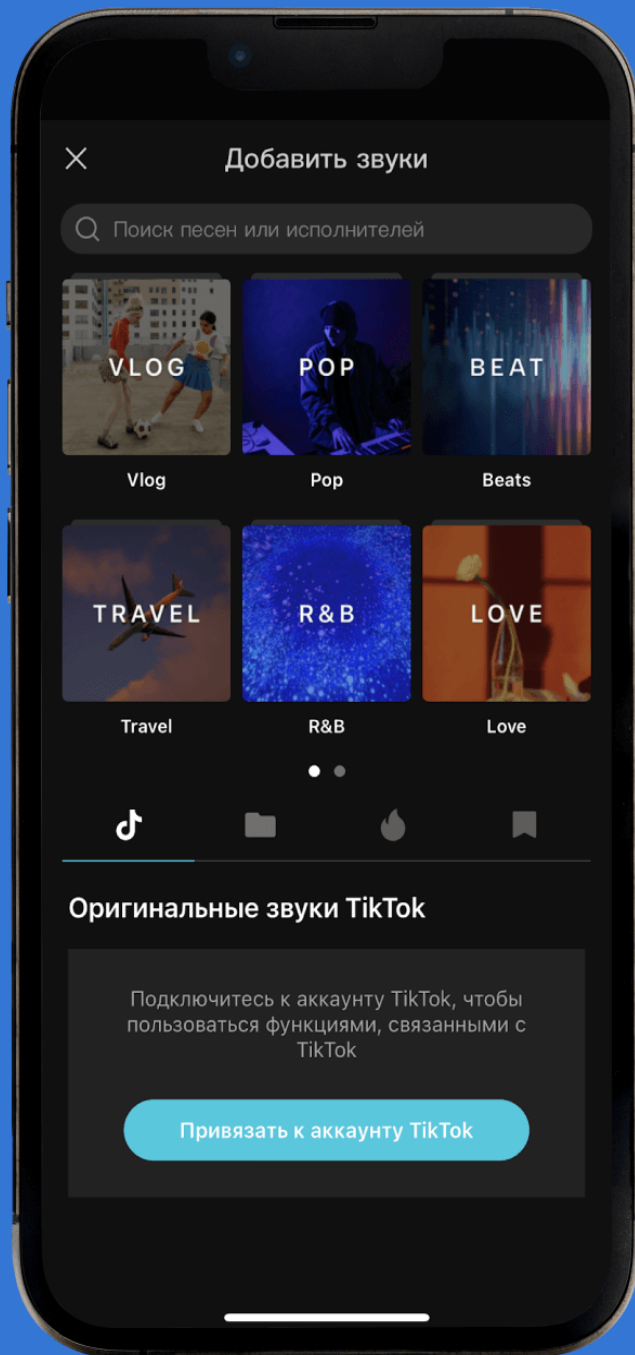 Добавить звуки
Поиск песен или исполнителей
VLOG
POP
BEAT
Vlog
Pop
Beats
TRAVEL
R&B
LOVE
Travel
R&B
Love
Оригинальные звуки TikTok
Подключитесь к аккаунту TikTok, чтобы
пользоваться функциями, связанными с
TikTok
Привязать к аккаунту TikTok